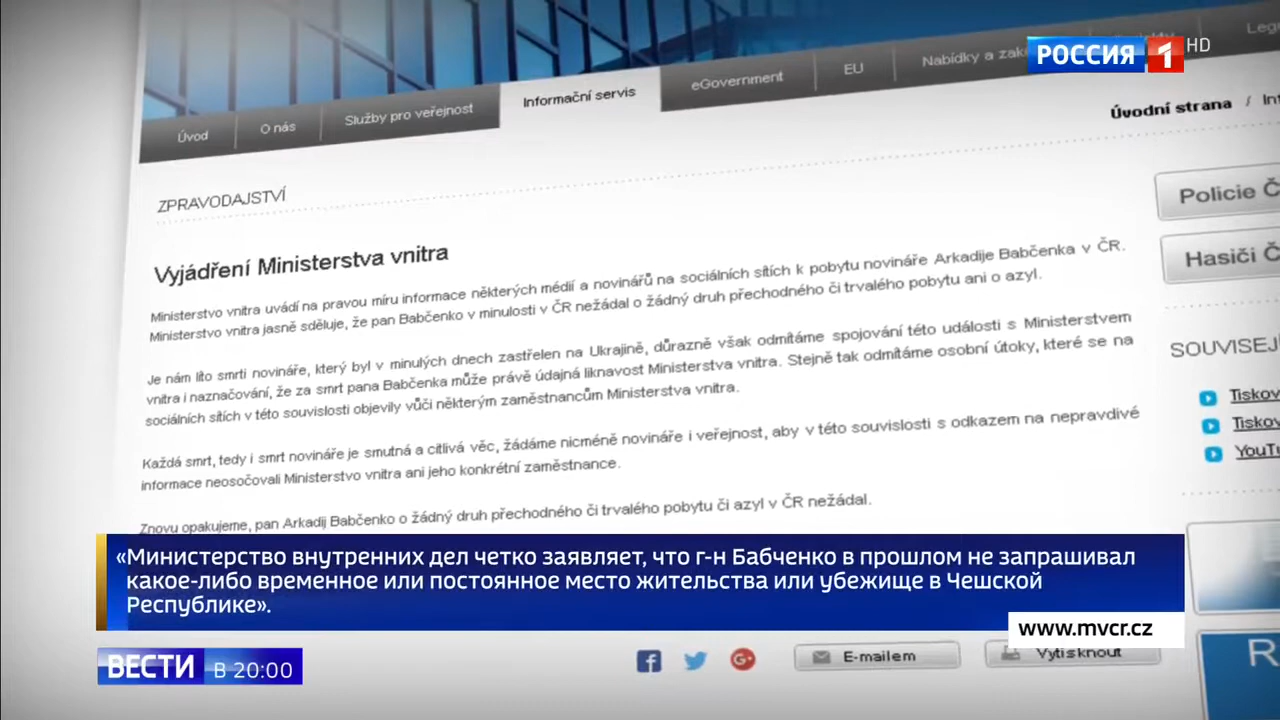 РОССИЯ 1 HD
Úvod
O nás
Služby pro veřejnost
Informační servis
eGovernment
EU
Nabídky a
Úvodní strana /
ZPRAVODAJSTVÍ
Policie
Hasiči
Vyjádření Ministerstva vnitra
Ministerstvo vnitra uvádí na pravou míru informace některých médií a novinářů na sociálních sítích k pobytu novináře Arkadije Babčenka v ČR.
Ministerstvo vnitra jasně sděluje, že pan Babčenko v minulosti v ČR nežádal o žádný druh přechodného či trvalého pobytu ani o azyl.
Je nám líto smrti novináře, který byl v minulých dnech zastřelen na Ukrajině, důrazně však odmítáme spojování této události s Ministerstvem
vnitra i naznačování, že za smrt pana Babčenka může právě údajná liknavost Ministerstva vnitra. Stejně tak odmítáme osobní útoky, které se na
sociálních sítích v této souvislosti objevily vůči některým zaměstnancům Ministerstva vnitra.
Každá smrt, tedy i smrt novináře je smutná a citlivá věc, žádáme nicméně novináře i veřejnost, aby v této souvislosti s odkazem na nepravdivé
informace neosočovali Ministerstvo vnitra ani jeho konkrétní zaměstnance.
Znovu opakujeme, pan Arkadij Babčenko o žádný druh přechodného či trvalého pobytu či azyl v ČR nežádal.
SOUVISEJ
Tiskov
Tiskov
YouTu
«Министерство внутренних дел четко заявляет, что г-н Бабченко в прошлом не запрашивал
какое-либо временное или постоянное место жительства или убежище в Чешской
Республике».
www.mvcr.cz
E-mailem
Vytisknout
ВЕСТИ В 20:00